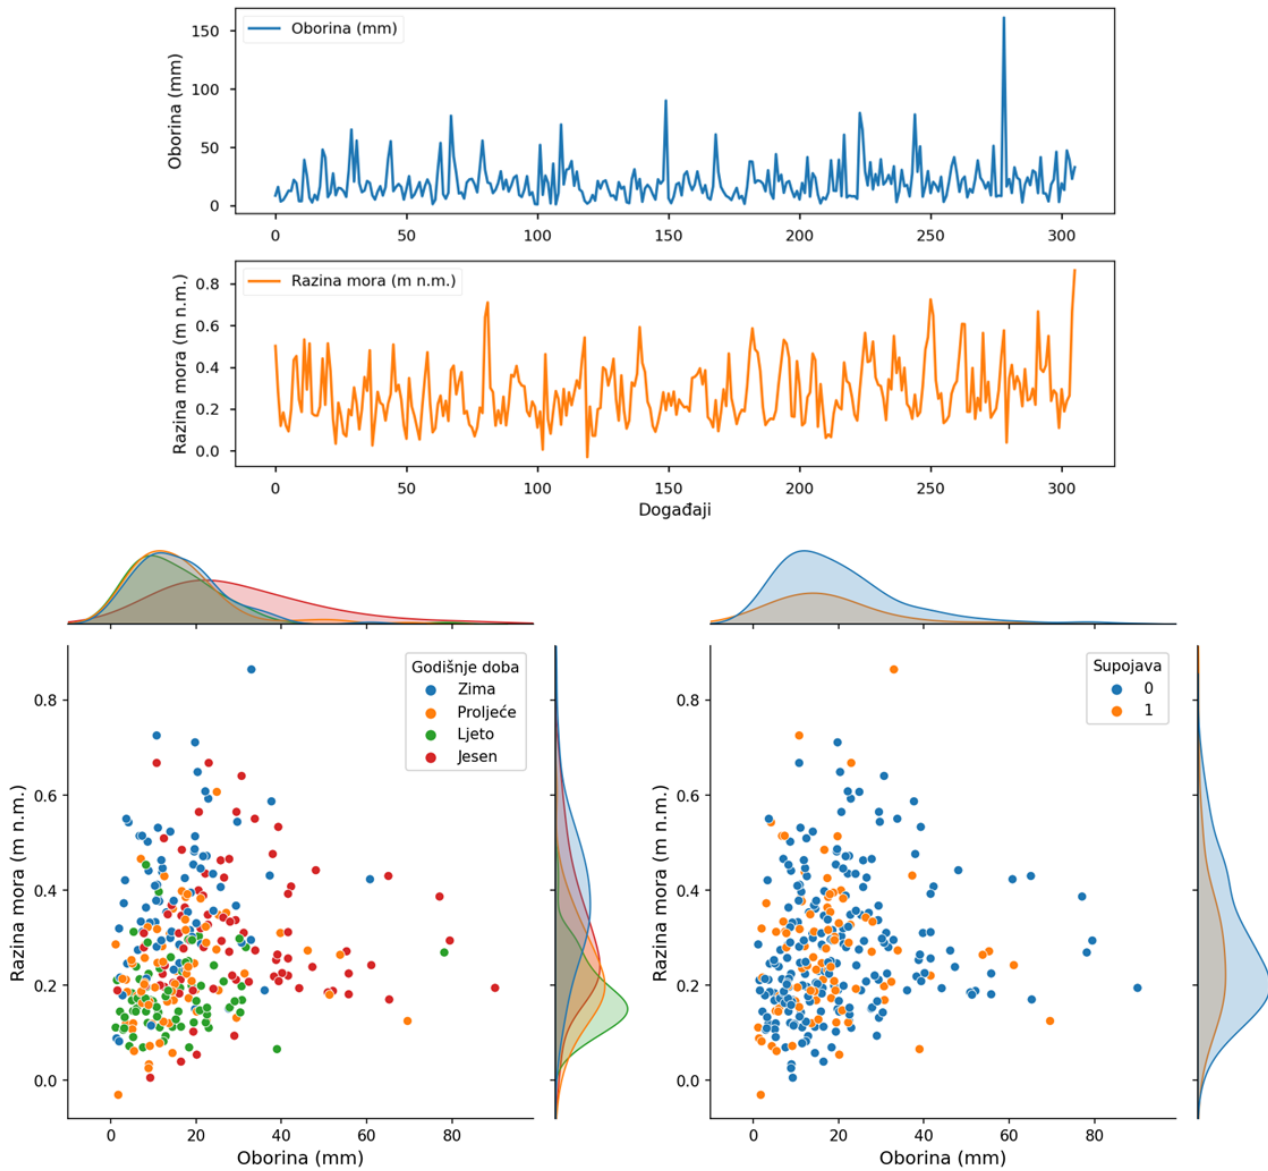 Oborina (mm)
Oborina (mm)
150
100
50
0
0 50 100 150 200 250 300
Razina mora (m n.m.)
Razina mora (m n.m.)
0.8
0.6
0.4
0.2
0.0
0 50 100 150 200 250 300
Događaji
Godišnje doba
Zima
Proljeće
Ljeto
Jesen
Razina mora (m n.m.)
0.8
0.6
0.4
0.2
0.0
0 20 40 60 80
Oborina (mm)
Supojava
0
1
Razina mora (m n.m.)
0.8
0.6
0.4
0.2
0.0
0 20 40 60 80
Oborina (mm)